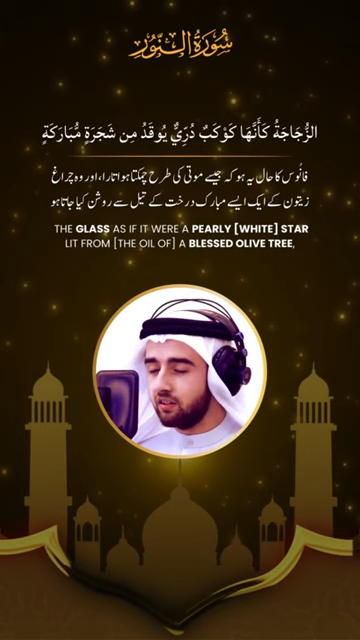 سُورَةُ النُّور
الزُّجَاجَةُ كَأَنَّهَا كَوْكَبٌ دُرِّيٌّ يُوقَدُ مِن شَجَرَةٍ مُّبَارَكَةٍ
فانُوس کا حال یہ ہو کہ جیسے موتی کی طرح چمکتا ہوا تارا، اور وہ چراغ
زیتون کے ایک ایسے مبارک درخت کے تیل سے روشن کیا جاتا ہو
THE GLASS AS IF IT WERE A PEARLY [WHITE] STAR
LIT FROM [THE OIL OF] A BLESSED OLIVE TREE,